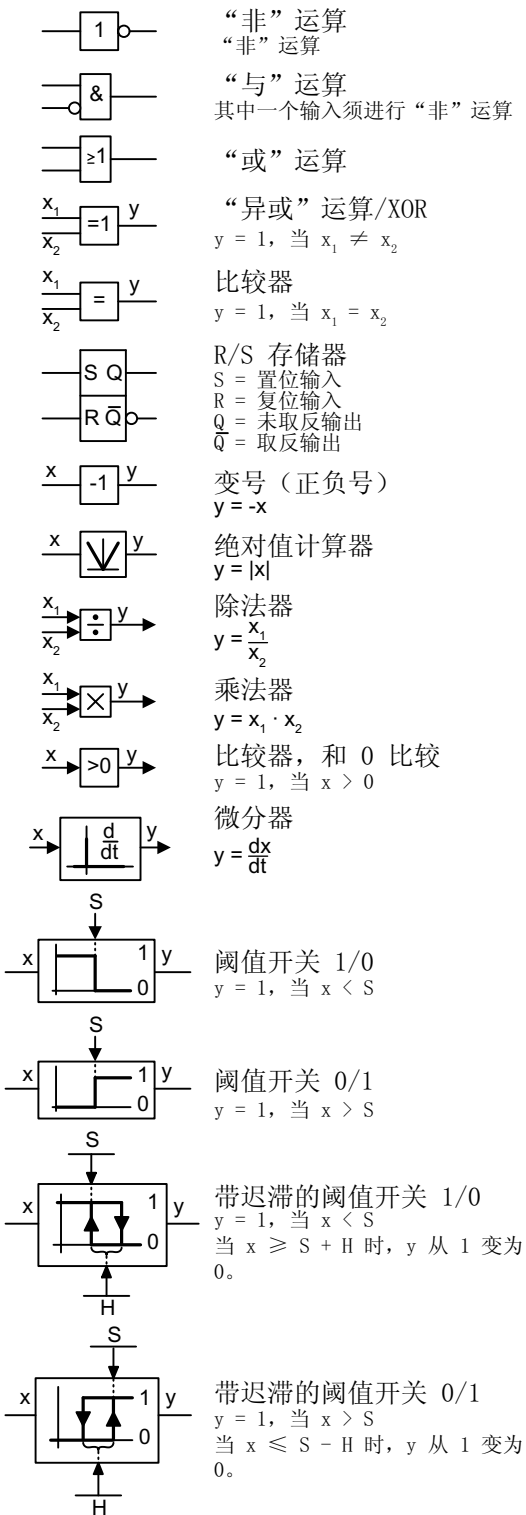 1
“非”运算
“非”运算
&
“与”运算
其中一个输入须进行“非”运算
≥1
“或”运算
x₁
x₂
=1
y
“异或”运算/XOR
y = 1, 当 x₁ ≠ x₂
x₁
x₂
=
y
比较器
y = 1, 当 x₁ = x₂
S Q
R Q̅
R/S 存储器
S = 置位输入
R = 复位输入
Q = 未取反输出
Q̅ = 取反输出
x
-1
y
变号（正负号）
y = -x
x
y
绝对值计算器
y = |x|
x₁
x₂
÷
y
除法器
y = x₁
x₂
x₁
x₂
×
y
乘法器
y = x₁ · x₂
x
>0
y
比较器，和 0 比较
y = 1, 当 x > 0
x
d
dt
y
微分器
y = dx
dt
S
x
1
0
y
阈值开关 1/0
y = 1, 当 x < S
S
x
1
0
y
阈值开关 0/1
y = 1, 当 x > S
S
x
1
0
y
H
带迟滞的阈值开关 1/0
y = 1, 当 x < S
当 x ≥ S + H 时, y 从 1 变为
0。
S
x
1
0
y
H
带迟滞的阈值开关 0/1
y = 1, 当 x > S
当 x ≤ S - H 时, y 从 1 变为
0。